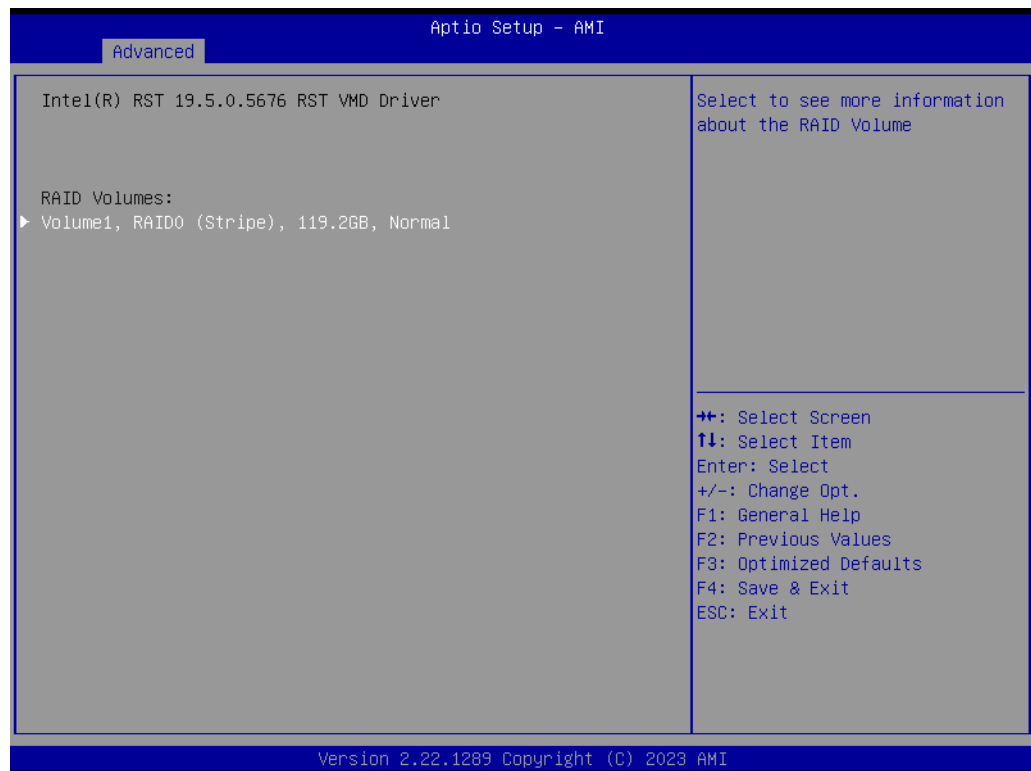 Aptio Setup – AMI
Advanced
Intel(R) RST 19.5.0.5676 RST VMD Driver
RAID Volumes:
▶ Volume1, RAID0 (Stripe), 119.2GB, Normal
Select to see more information
about the RAID Volume
→←: Select Screen
↑↓: Select Item
Enter: Select
+/-: Change Opt.
F1: General Help
F2: Previous Values
F3: Optimized Defaults
F4: Save & Exit
ESC: Exit
Version 2.22.1289 Copyright (C) 2023 AMI